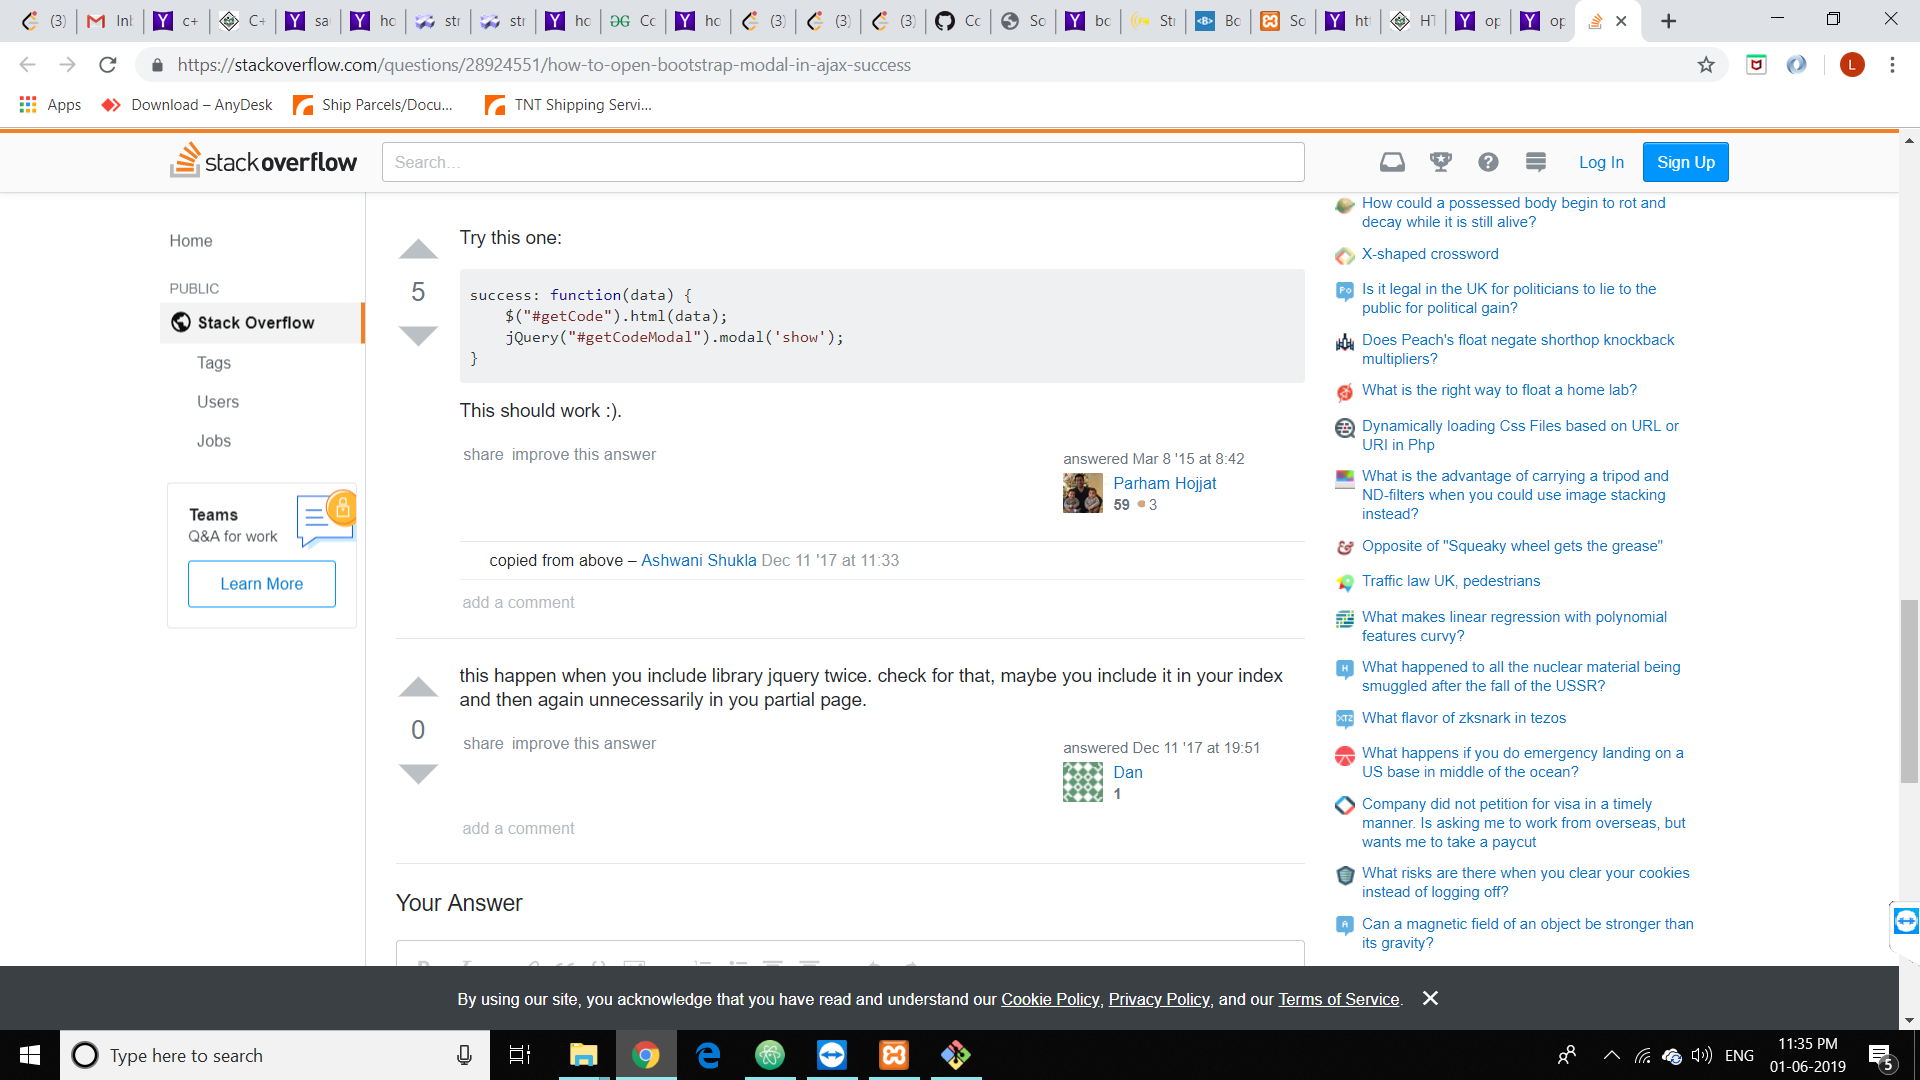 (3)
Inl
c+
C+
sa
ho
str
str
ho
Cc
ho
(3)
(3)
(3)
Cc
So
bo
Str
Bo
So
htt
HT
op
op
https://stackoverflow.com/questions/28924551/how-to-open-bootstrap-modal-in-ajax-success
L
Apps
Download – AnyDesk
Ship Parcels/Docu...
TNT Shipping Servi...
stackoverflow
Search...
Log In
Sign Up
Home
PUBLIC
Stack Overflow
Tags
Users
Jobs
Teams
Q&A for work
Learn More
5
Try this one:
success: function(data) {
$("#getCode").html(data);
jQuery("#getCodeModal").modal('show');
}
This should work :).
share improve this answer
answered Mar 8 '15 at 8:42
Parham Hojjat
59 3
copied from above – Ashwani Shukla Dec 11 '17 at 11:33
add a comment
0
this happen when you include library jquery twice. check for that, maybe you include it in your index
and then again unnecessarily in you partial page.
share improve this answer
answered Dec 11 '17 at 19:51
Dan
1
add a comment
Your Answer
How could a possessed body begin to rot and
decay while it is still alive?
X-shaped crossword
Is it legal in the UK for politicians to lie to the
public for political gain?
Does Peach's float negate shorthop knockback
multipliers?
What is the right way to float a home lab?
Dynamically loading Css Files based on URL or
URI in Php
What is the advantage of carrying a tripod and
ND-filters when you could use image stacking
instead?
Opposite of "Squeaky wheel gets the grease"
Traffic law UK, pedestrians
What makes linear regression with polynomial
features curvy?
What happened to all the nuclear material being
smuggled after the fall of the USSR?
What flavor of zksnark in tezos
What happens if you do emergency landing on a
US base in middle of the ocean?
Company did not petition for visa in a timely
manner. Is asking me to work from overseas, but
wants me to take a paycut
What risks are there when you clear your cookies
instead of logging off?
Can a magnetic field of an object be stronger than
its gravity?
By using our site, you acknowledge that you have read and understand our Cookie Policy, Privacy Policy, and our Terms of Service.
Type here to search
ENG
11:35 PM
01-06-2019
5